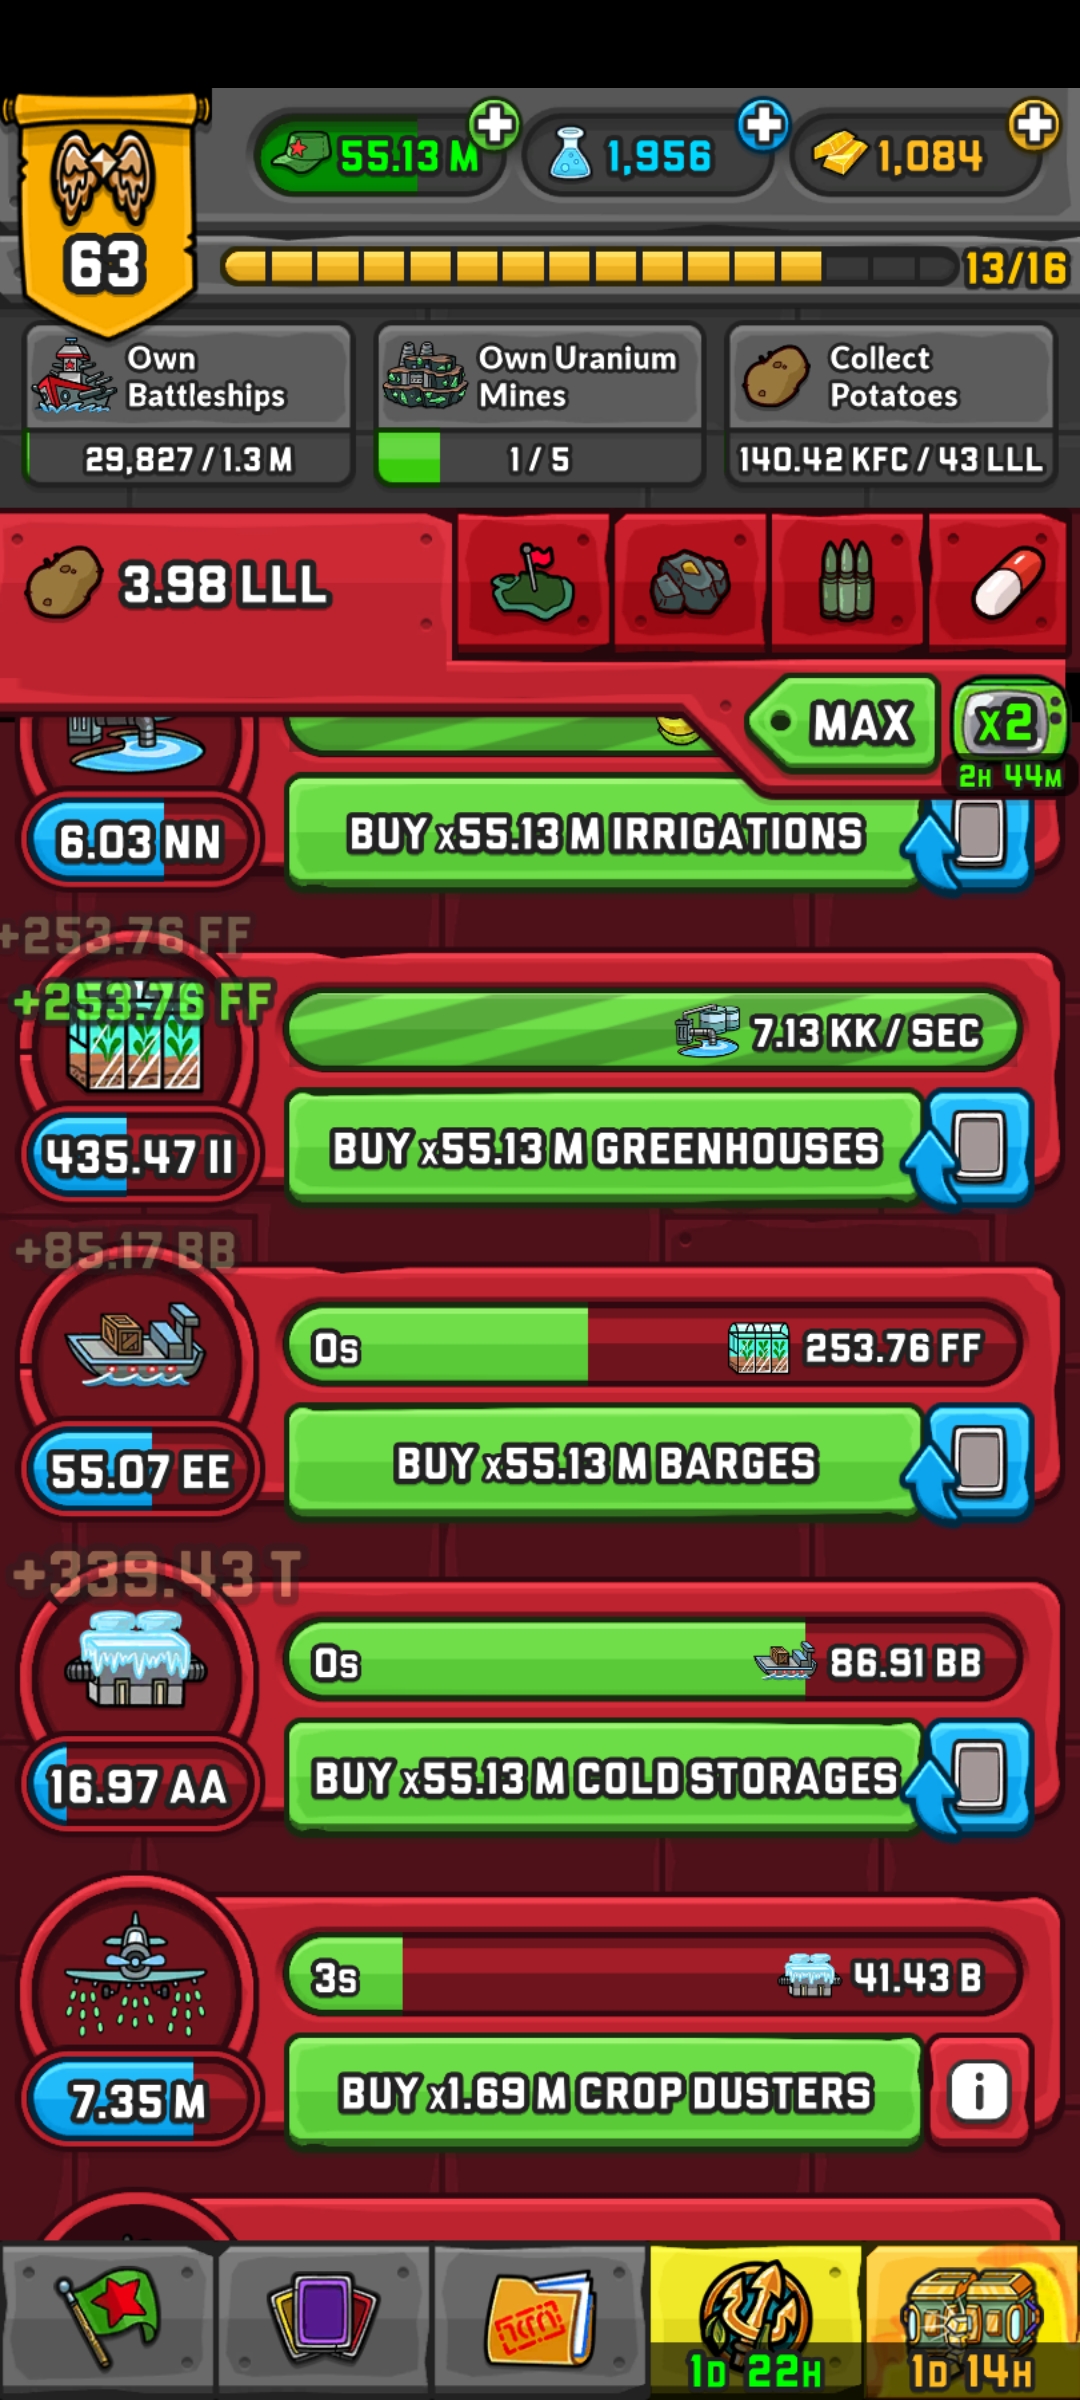 55.13 M
1,956
1,084
63
13/16
Own
Battleships
29,827 / 1.3 M
Own Uranium
Mines
1 / 5
Collect
Potatoes
140.42 KFC / 43 LLL
3.98 LLL
MAX
X2
2H 44M
6.03 NN
BUY x55.13 M IRRIGATIONS
+253.76 FF
+253.76 FF
7.13 KK / SEC
435.47 II
BUY x55.13 M GREENHOUSES
+85.17 BB
0s
253.76 FF
55.07 EE
BUY x55.13 M BARGES
+339.43 T
0s
86.91 BB
16.97 AA
BUY x55.13 M COLD STORAGES
3s
41.43 B
7.35 M
BUY x1.69 M CROP DUSTERS
i
1D 22H
1D 14H